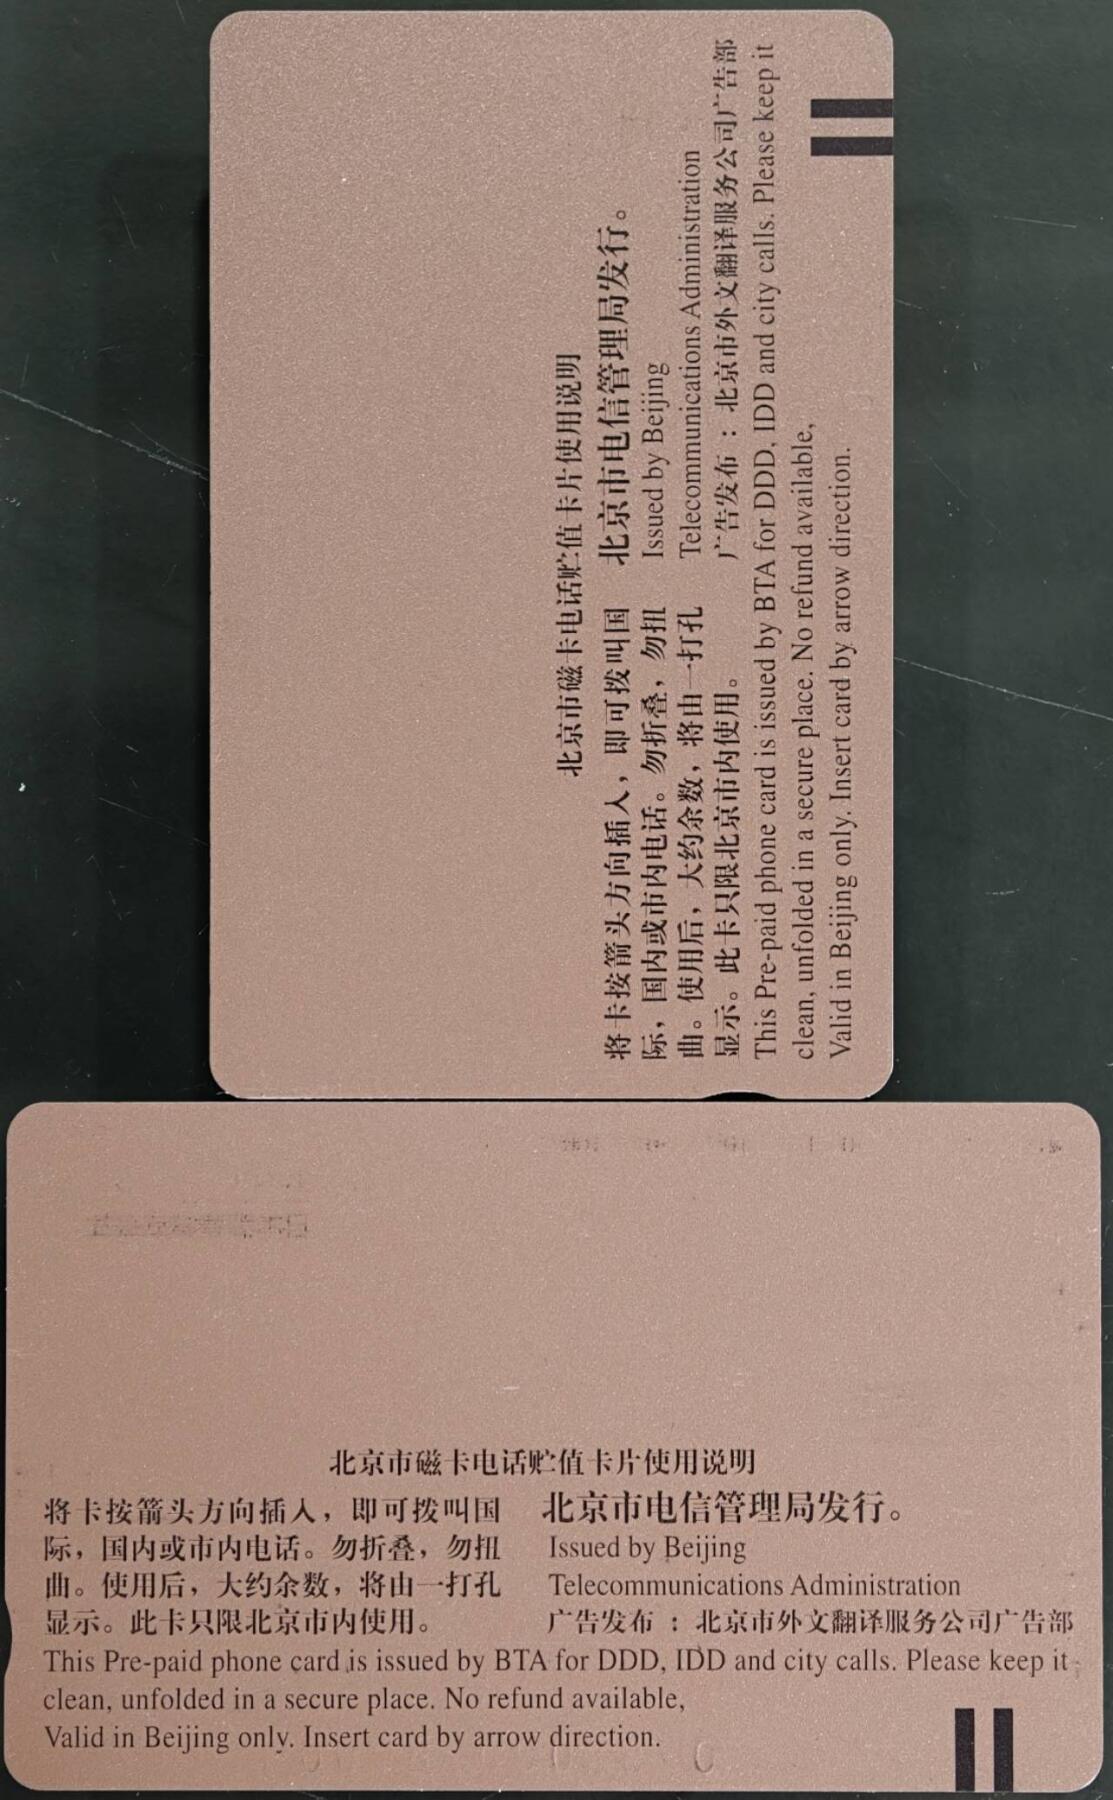 北京市磁卡电话贮值卡片使用说明
将卡按箭头方向插入，即可拨叫国
际，国内或市内电话。勿折叠，勿扭
曲。使用后，大约余数，将由一打孔
显示。此卡只限北京市内使用。
北京市电信管理局发行。
Issued by Beijing
Telecommunications Administration
广告发布：北京市外文翻译服务公司广告部
This Pre-paid phone card is issued by BTA for DDD, IDD and city calls. Please keep it
clean, unfolded in a secure place. No refund available,
Valid in Beijing only. Insert card by arrow direction.
北京市磁卡电话贮值卡片使用说明
将卡按箭头方向插入，即可拨叫国
际，国内或市内电话。勿折叠，勿扭
曲。使用后，大约余数，将由一打孔
显示。此卡只限北京市内使用。
北京市电信管理局发行。
Issued by Beijing
Telecommunications Administration
广告发布：北京市外文翻译服务公司广告部
This Pre-paid phone card is issued by BTA for DDD, IDD and city calls. Please keep it
clean, unfolded in a secure place. No refund available,
Valid in Beijing only. Insert card by arrow direction.